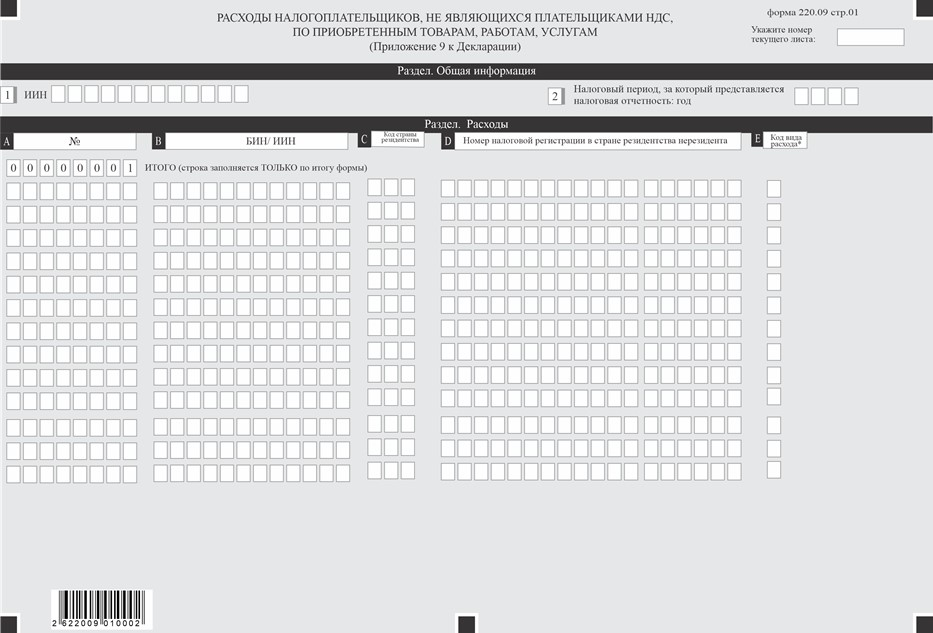 форма 220.09 стр.01
РАСХОДЫ НАЛОГОПЛАТЕЛЬЩИКОВ, НЕ ЯВЛЯЮЩИХСЯ ПЛАТЕЛЬЩИКАМИ НДС,
ПО ПРИОБРЕТЕННЫМ ТОВАРАМ, РАБОТАМ, УСЛУГАМ
(Приложение 9 к Декларации)
Укажите номер
текущего листа:
Раздел. Общая информация
1 ИИН
2 Налоговый период, за который представляется
налоговая отчетность: год
Раздел. Расходы
A №
B БИН/ ИИН
C Код страны
резидентства
D Номер налоговой регистрации в стране резидентства нерезидента
E Код вида
расхода*
0 0 0 0 0 0 0 1 ИТОГО (строка заполняется ТОЛЬКО по итогу формы)
2 622009 010002